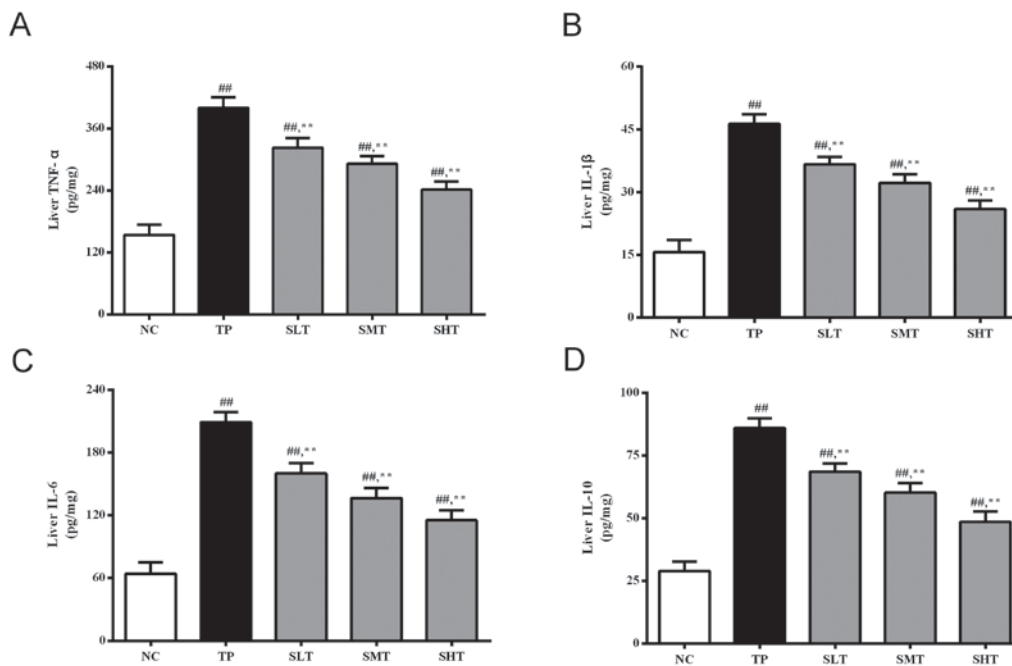 A
Liver TNF- α
(pg/mg)
480
360
240
120
0
##
##,**
##,**
##,**
NC TP SLT SMT SHT
B
Liver IL-1β
(pg/mg)
60
45
30
15
0
##
##,**
##,**
##,**
NC TP SLT SMT SHT
C
Liver IL-6
(pg/mg)
240
180
120
60
0
##
##,**
##,**
##,**
NC TP SLT SMT SHT
D
Liver IL-10
(pg/mg)
100
75
50
25
0
##
##,**
##,**
##,**
NC TP SLT SMT SHT